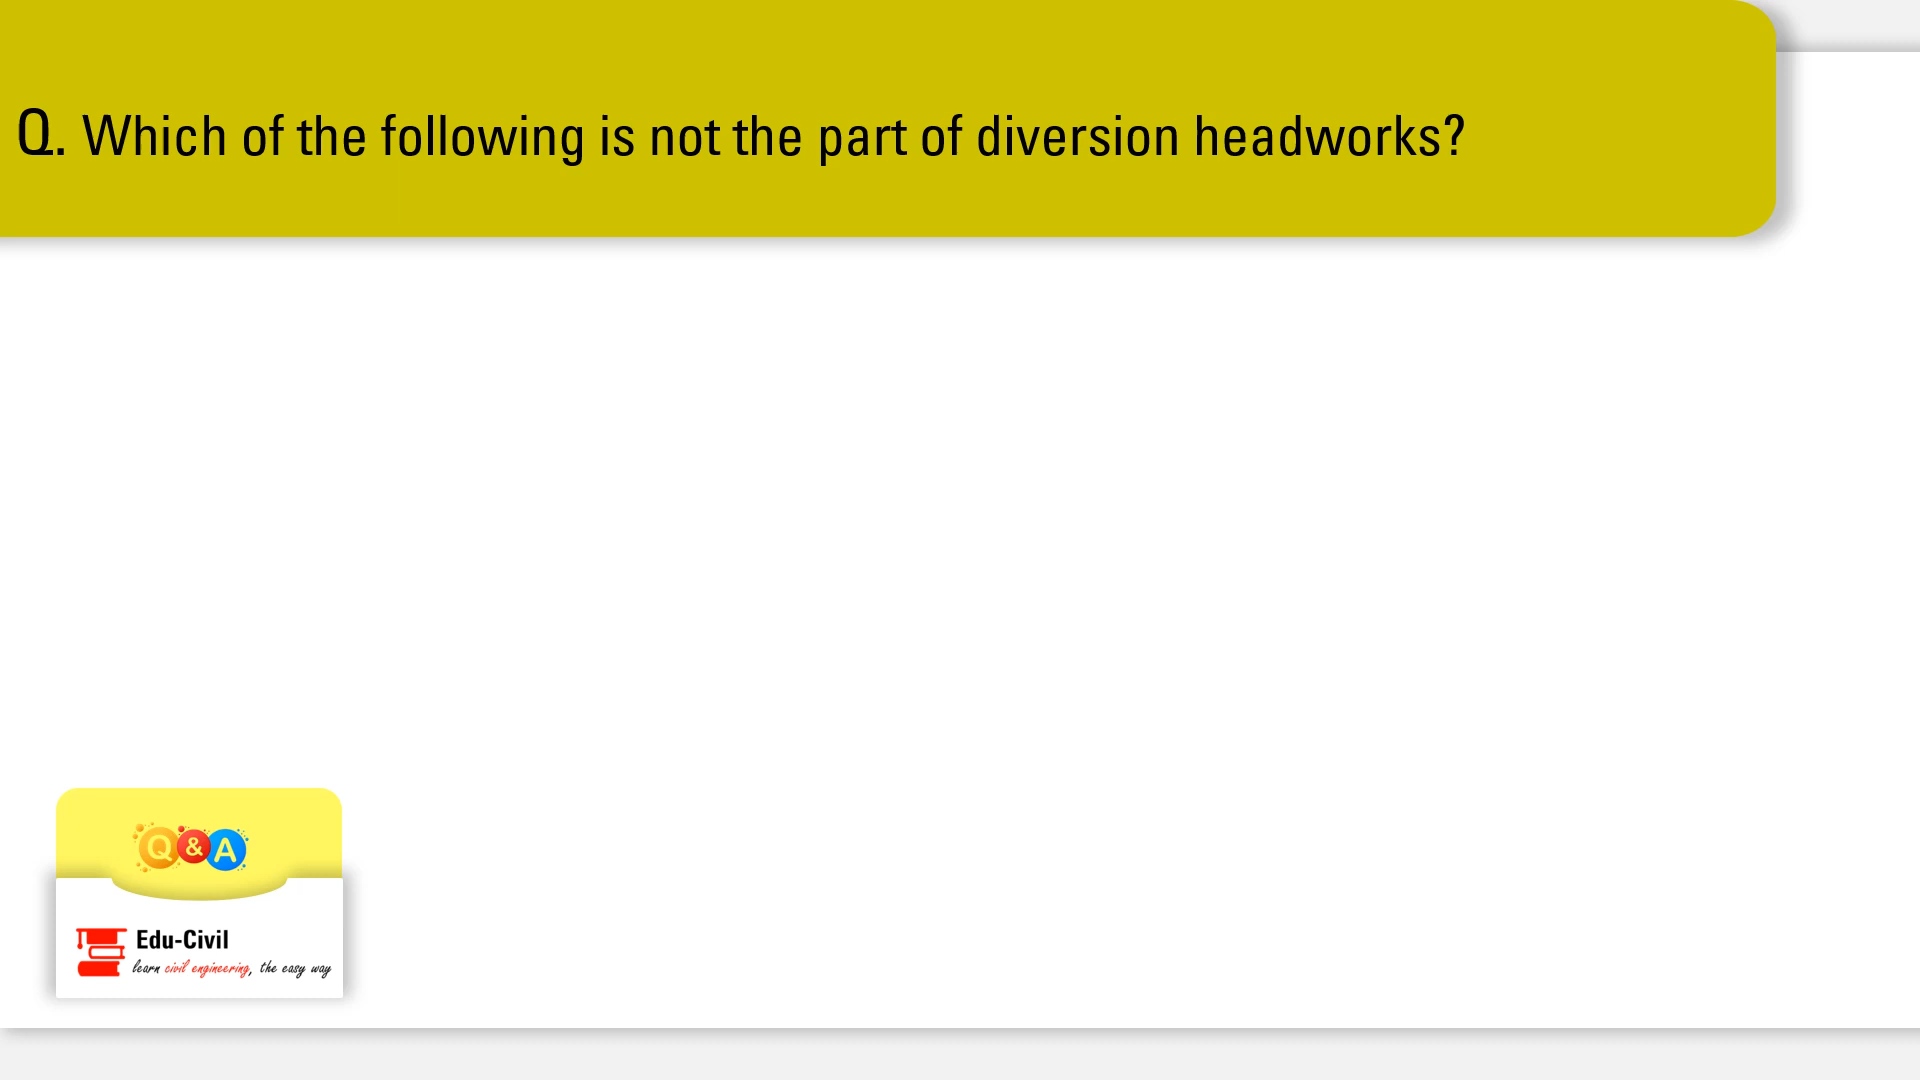 Q. Which of the following is not the part of diversion headworks?
Q&A
Edu-Civil
learn civil engineering, the easy way